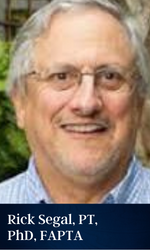 Rick Segal, PT,
PhD, FAPTA